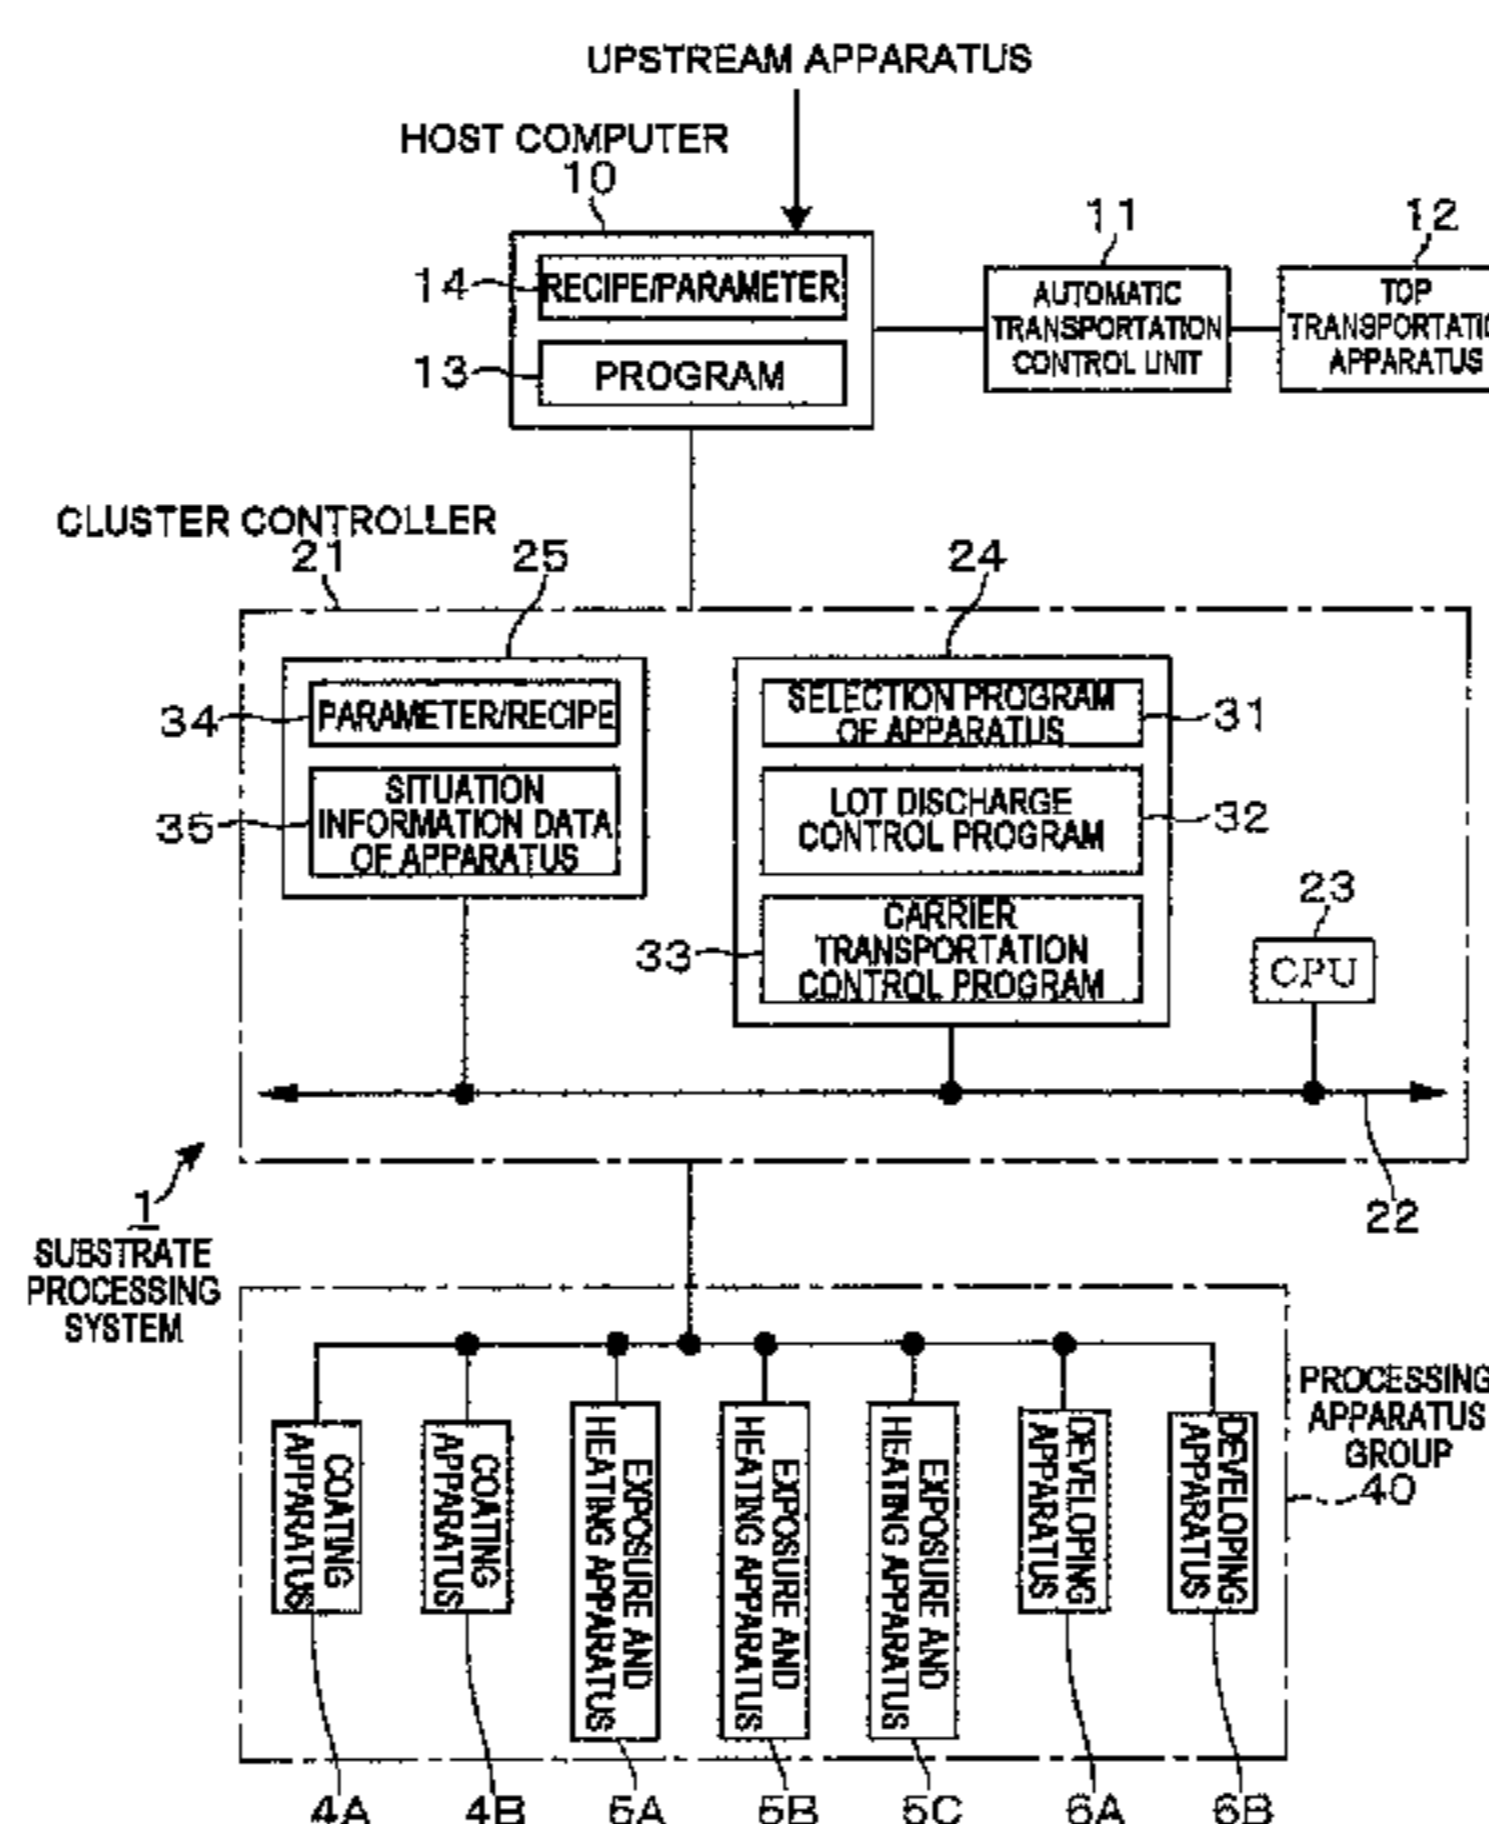 UPSTREAM APPARATUS
HOST COMPUTER
10
14
RECIPE/PARAMETER
13
PROGRAM
11
AUTOMATIC
TRANSPORTATION
CONTROL UNIT
12
TOP
APPARATUS
CLUSTER CONTROLLER
21
25
34
PARAMETER/RECIPE
35
SITUATION
INFORMATION DATA
OF APPARATUS
24
SELECTION PROGRAM
OF APPARATUS
31
LOT DISCHARGE
CONTROL PROGRAM
32
33
CARRIER
TRANSPORTATION
CONTROL PROGRAM
23
CPU
22
1
SUBSTRATE
PROCESSING
SYSTEM
PROCESSING
APPARATUS
GROUP
40
COATING
APPARATUS
COATING
APPARATUS
EXPOSURE AND
HEATING APPARATUS
EXPOSURE AND
HEATING APPARATUS
EXPOSURE AND
HEATING APPARATUS
DEVELOPING
APPARATUS
DEVELOPING
APPARATUS
4A
4B
5A
5B
5C
6A
6B